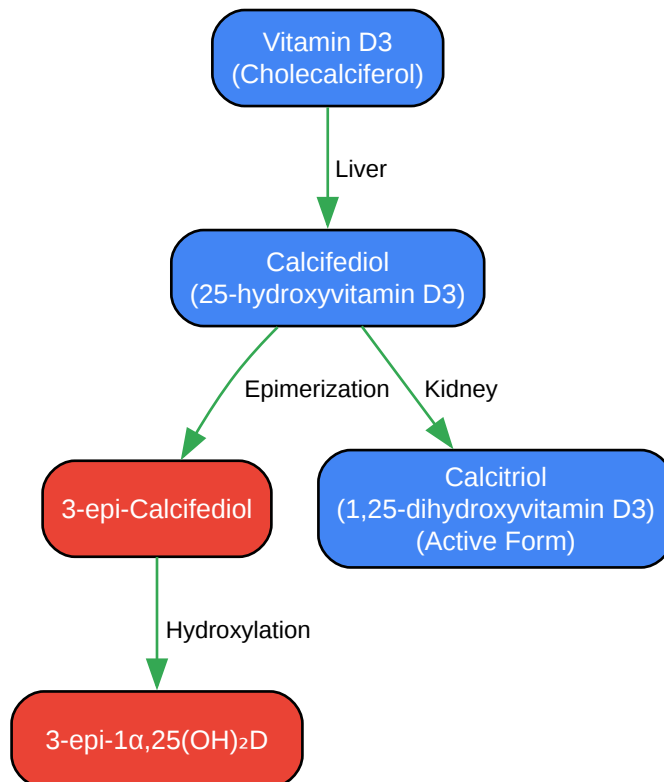 Vitamin D3
(Cholecalciferol)
Liver
Calcifediol
(25-hydroxyvitamin D3)
Epimerization
Kidney
3-epi-Calcifediol
Calcitriol
(1,25-dihydroxyvitamin D3)
(Active Form)
Hydroxylation
3-epi-1α,25(OH)₂D